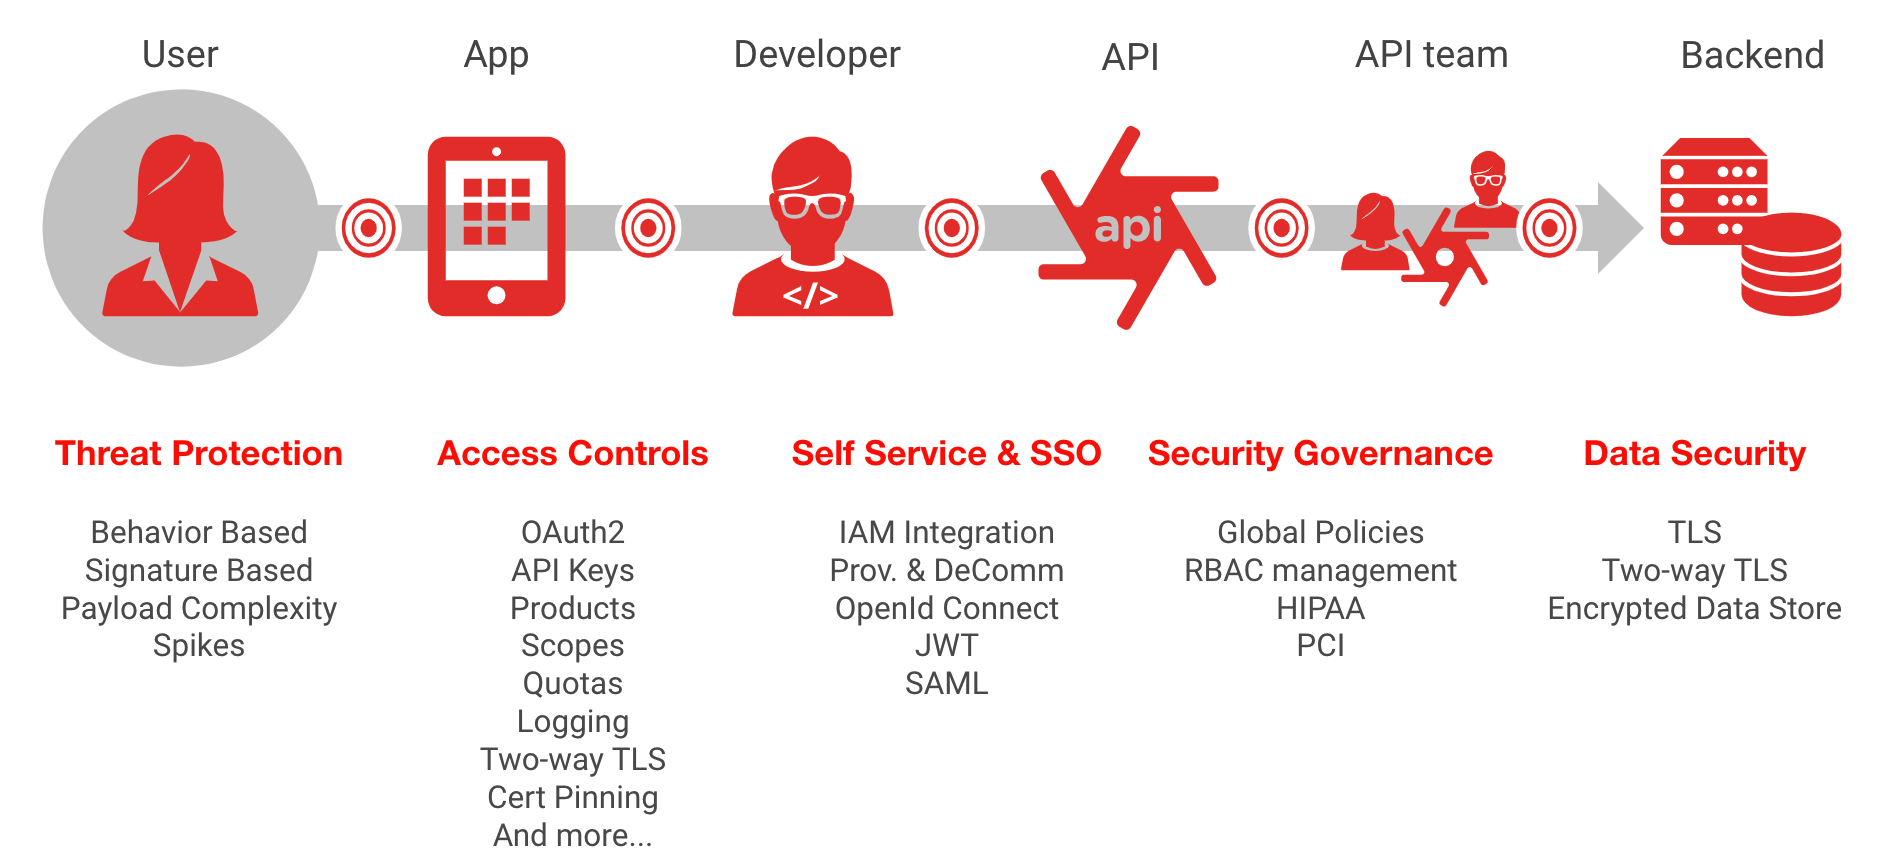 User
App
Developer
API
API team
Backend
</>
api
Threat Protection
Behavior Based
Signature Based
Payload Complexity
Spikes
Access Controls
OAuth2
API Keys
Products
Scopes
Quotas
Logging
Two-way TLS
Cert Pinning
And more...
Self Service & SSO
IAM Integration
Prov. & DeComm
OpenId Connect
JWT
SAML
Security Governance
Global Policies
RBAC management
HIPAA
PCI
Data Security
TLS
Two-way TLS
Encrypted Data Store